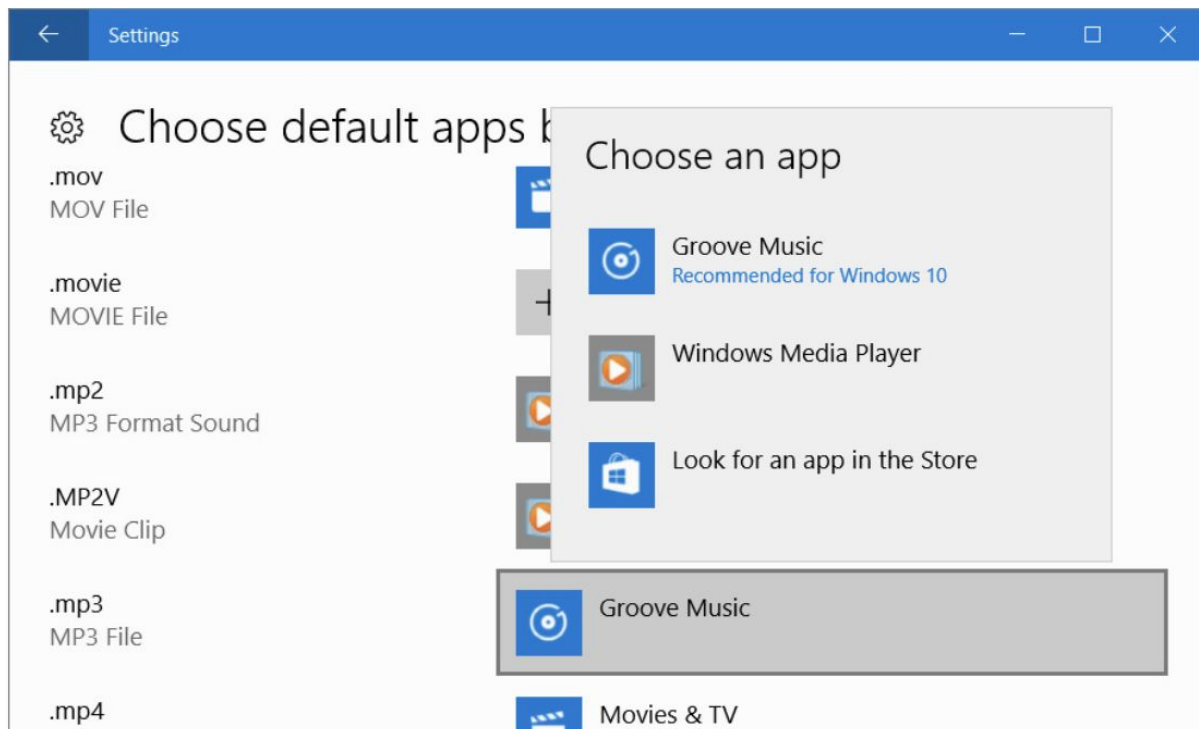 Settings
Choose default apps b
.mov
MOV File
.movie
MOVIE File
.mp2
MP3 Format Sound
.MP2V
Movie Clip
.mp3
MP3 File
.mp4
Choose an app
Groove Music
Recommended for Windows 10
Windows Media Player
Look for an app in the Store
Groove Music
Movies & TV